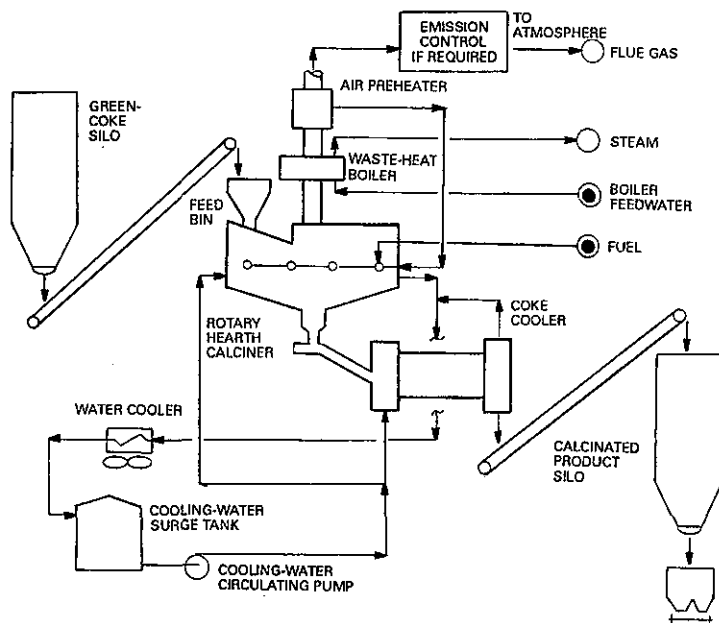 EMISSION
CONTROL
IF REQUIRED
TO
ATMOSPHERE
FLUE GAS
AIR PREHEATER
GREEN-
COKE
SILO
STEAM
WASTE-HEAT
BOILER
FEED
BIN
BOILER
FEEDWATER
FUEL
ROTARY
HEARTH
CALCINER
COKE
COOLER
WATER COOLER
CALCINATED
PRODUCT
SILO
COOLING-WATER
SURGE TANK
COOLING-WATER
CIRCULATING PUMP